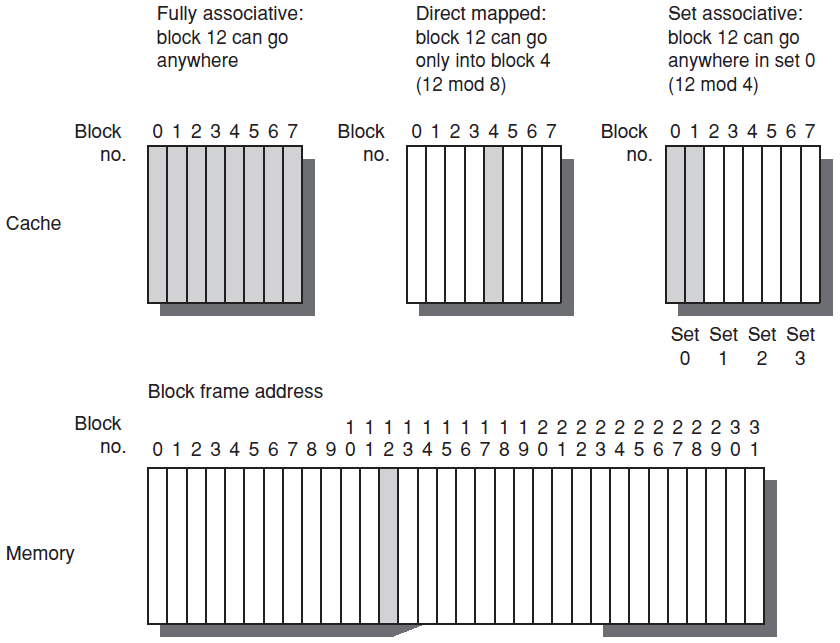 Fully associative:
block 12 can go
anywhere
Direct mapped:
block 12 can go
only into block 4
(12 mod 8)
Set associative:
block 12 can go
anywhere in set 0
(12 mod 4)
Block
no.
0 1 2 3 4 5 6 7
Block
no.
0 1 2 3 4 5 6 7
Block
no.
0 1 2 3 4 5 6 7
Cache
Set Set Set Set
0 1 2 3
Block frame address
Block
no.
1 1 1 1 1 1 1 1 1 1 2 2 2 2 2 2 2 2 2 2 3 3
0 1 2 3 4 5 6 7 8 9 0 1 2 3 4 5 6 7 8 9 0 1 2 3 4 5 6 7 8 9 0 1
Memory